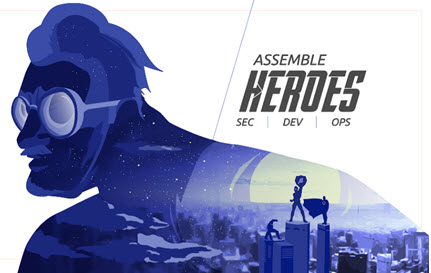 ASSEMBLE
HEROES
SEC | DEV | OPS